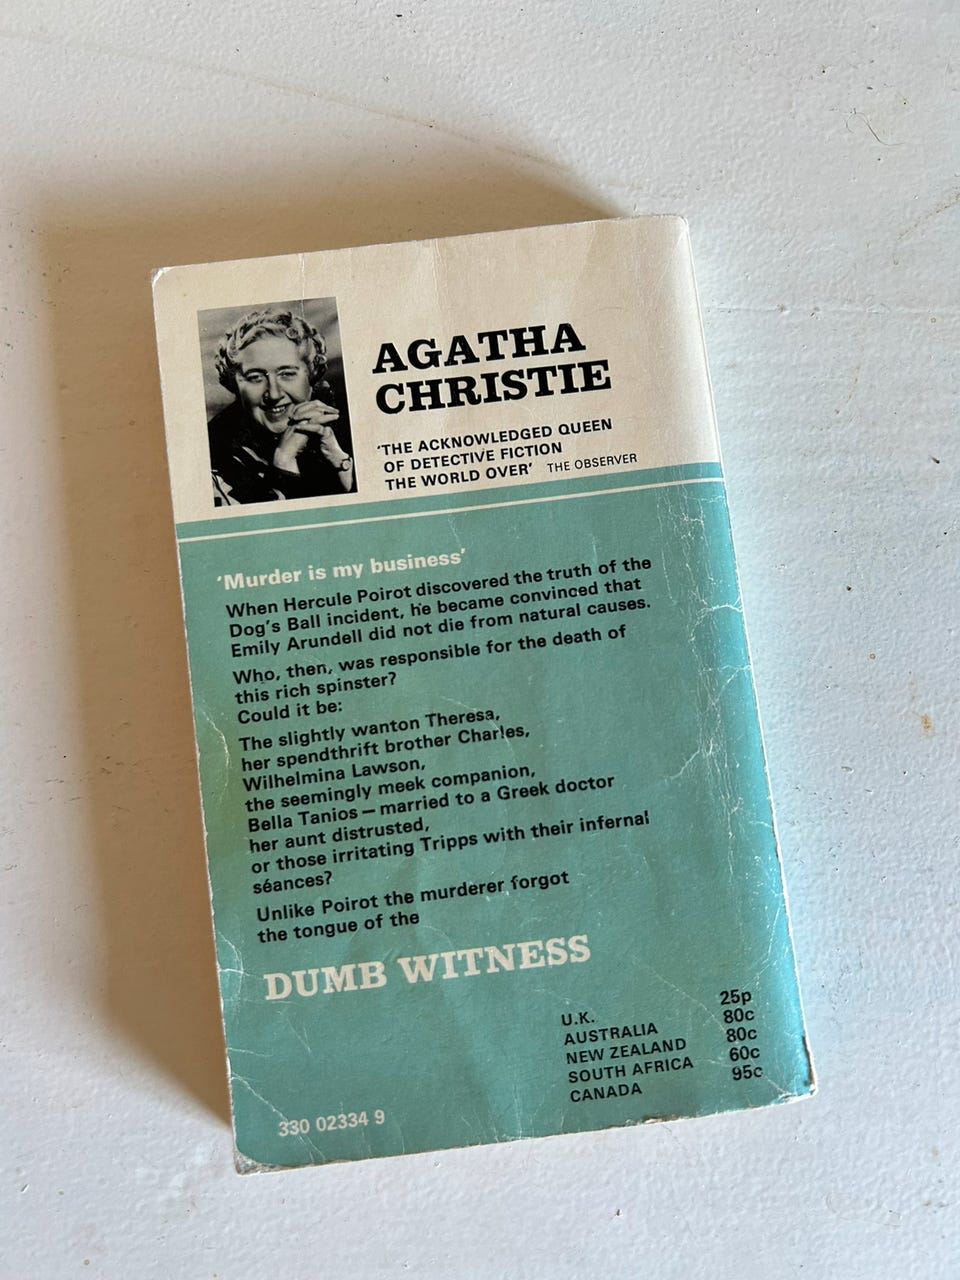 AGATHA
CHRISTIE
‘THE ACKNOWLEDGED QUEEN
OF DETECTIVE FICTION
THE WORLD OVER’ THE OBSERVER
‘Murder is my business’
When Hercule Poirot discovered the truth of the
Dog's Ball incident, he became convinced that
Emily Arundell did not die from natural causes.
Who, then, was responsible for the death of
this rich spinster?
Could it be:
The slightly wanton Theresa,
her spendthrift brother Charles,
Wilhelmina Lawson,
the seemingly meek companion,
Bella Tanios — married to a Greek doctor
her aunt distrusted,
or those irritating Tripps with their infernal
séances?
Unlike Poirot the murderer forgot
the tongue of the
DUMB WITNESS
U.K. 25p
AUSTRALIA 80c
NEW ZEALAND 80c
SOUTH AFRICA 60c
CANADA 95c
330 02334 9